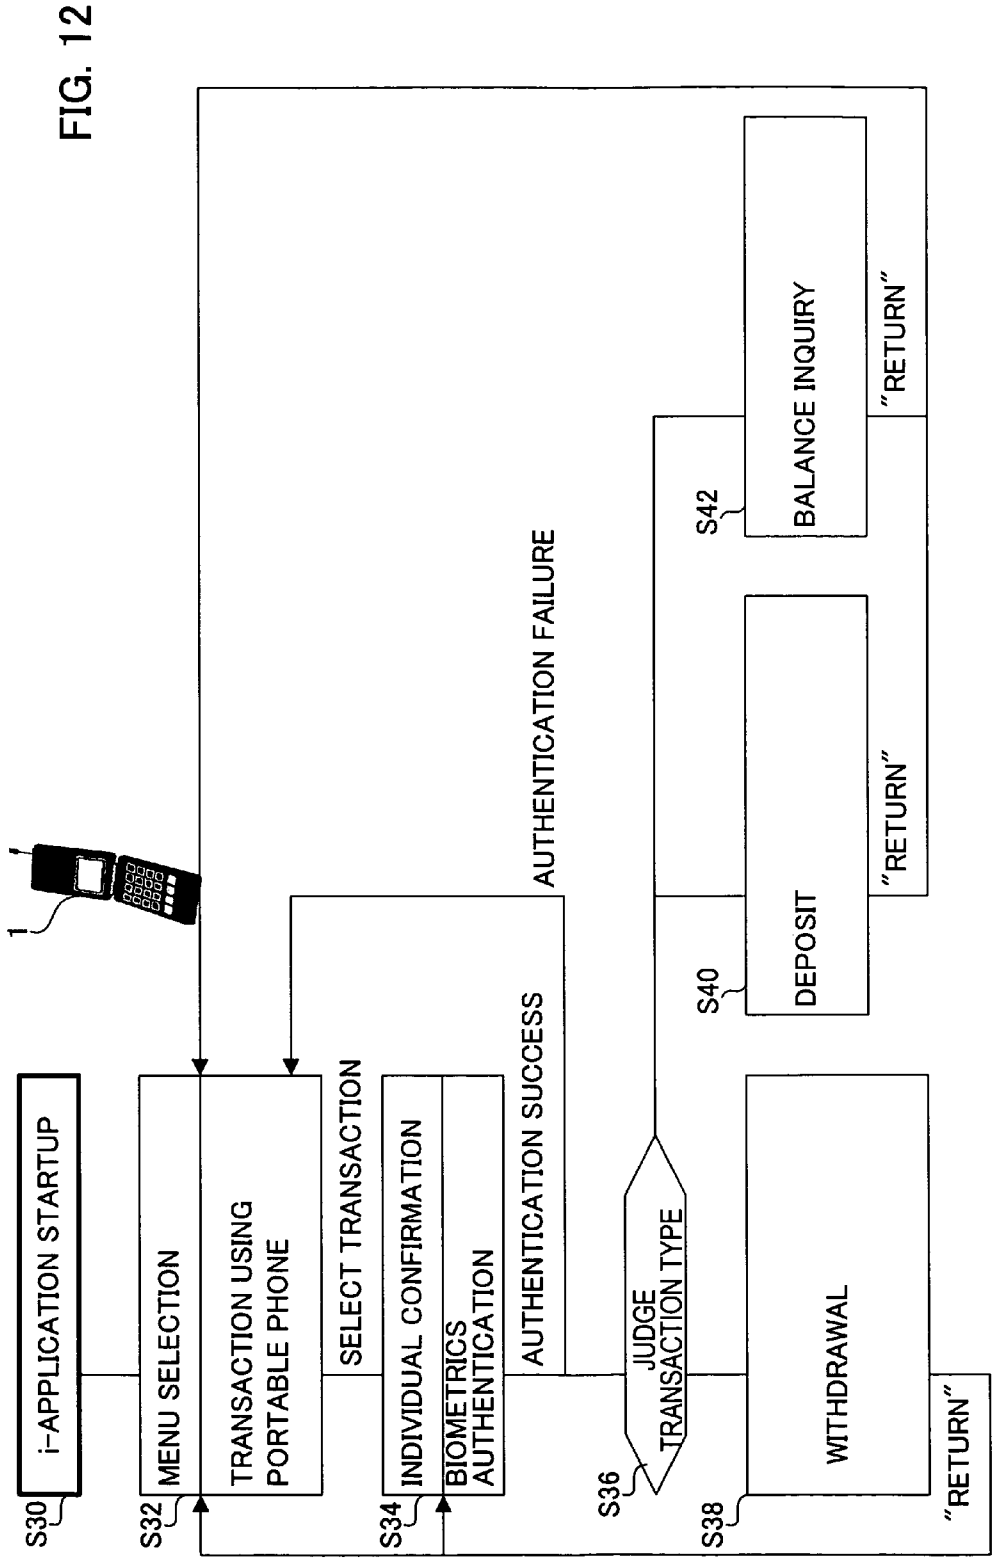 FIG. 12
1
S30
i-APPLICATION STARTUP
S32
MENU SELECTION
TRANSACTION USING
PORTABLE PHONE
SELECT TRANSACTION
S34
INDIVIDUAL CONFIRMATION
BIOMETRICS
AUTHENTICATION
AUTHENTICATION SUCCESS
AUTHENTICATION FAILURE
S36
JUDGE
TRANSACTION TYPE
S38
WITHDRAWAL
"RETURN"
S40
DEPOSIT
"RETURN"
S42
BALANCE INQUIRY
"RETURN"